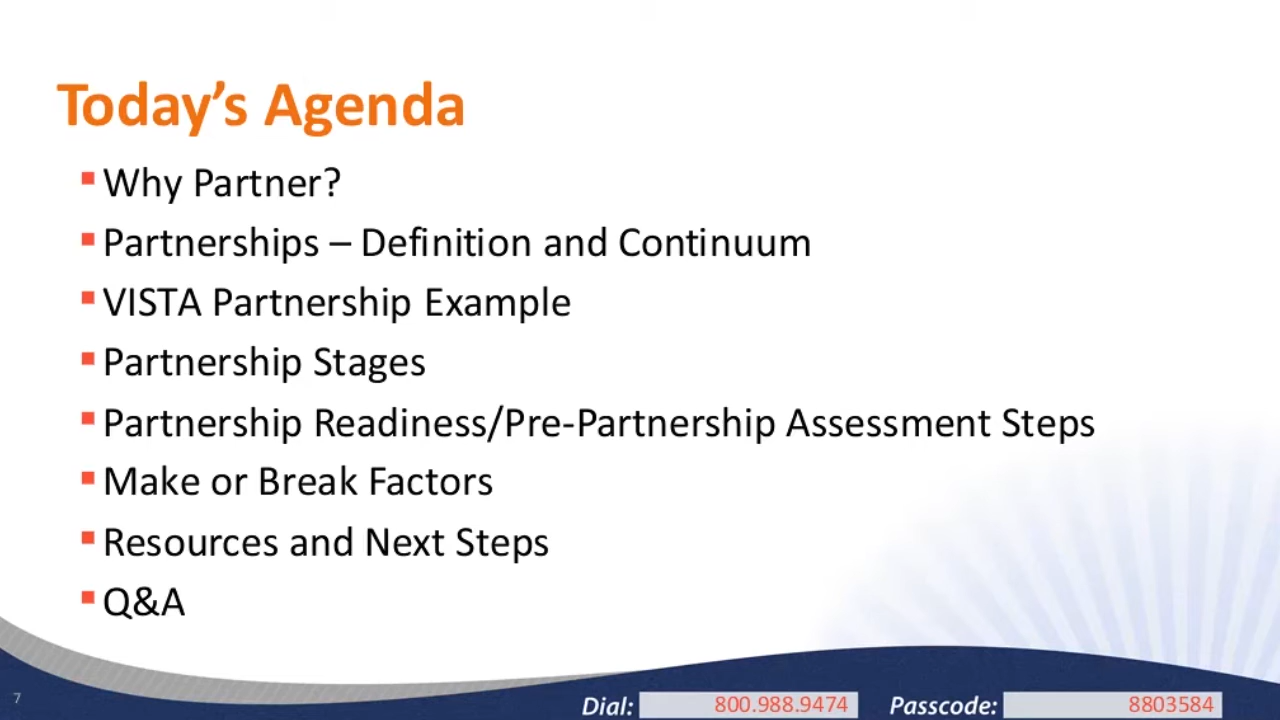 Today’s Agenda
Why Partner?
Partnerships – Definition and Continuum
VISTA Partnership Example
Partnership Stages
Partnership Readiness/Pre-Partnership Assessment Steps
Make or Break Factors
Resources and Next Steps
Q&A
7
Dial: 800.988.9474 Passcode: 8803584